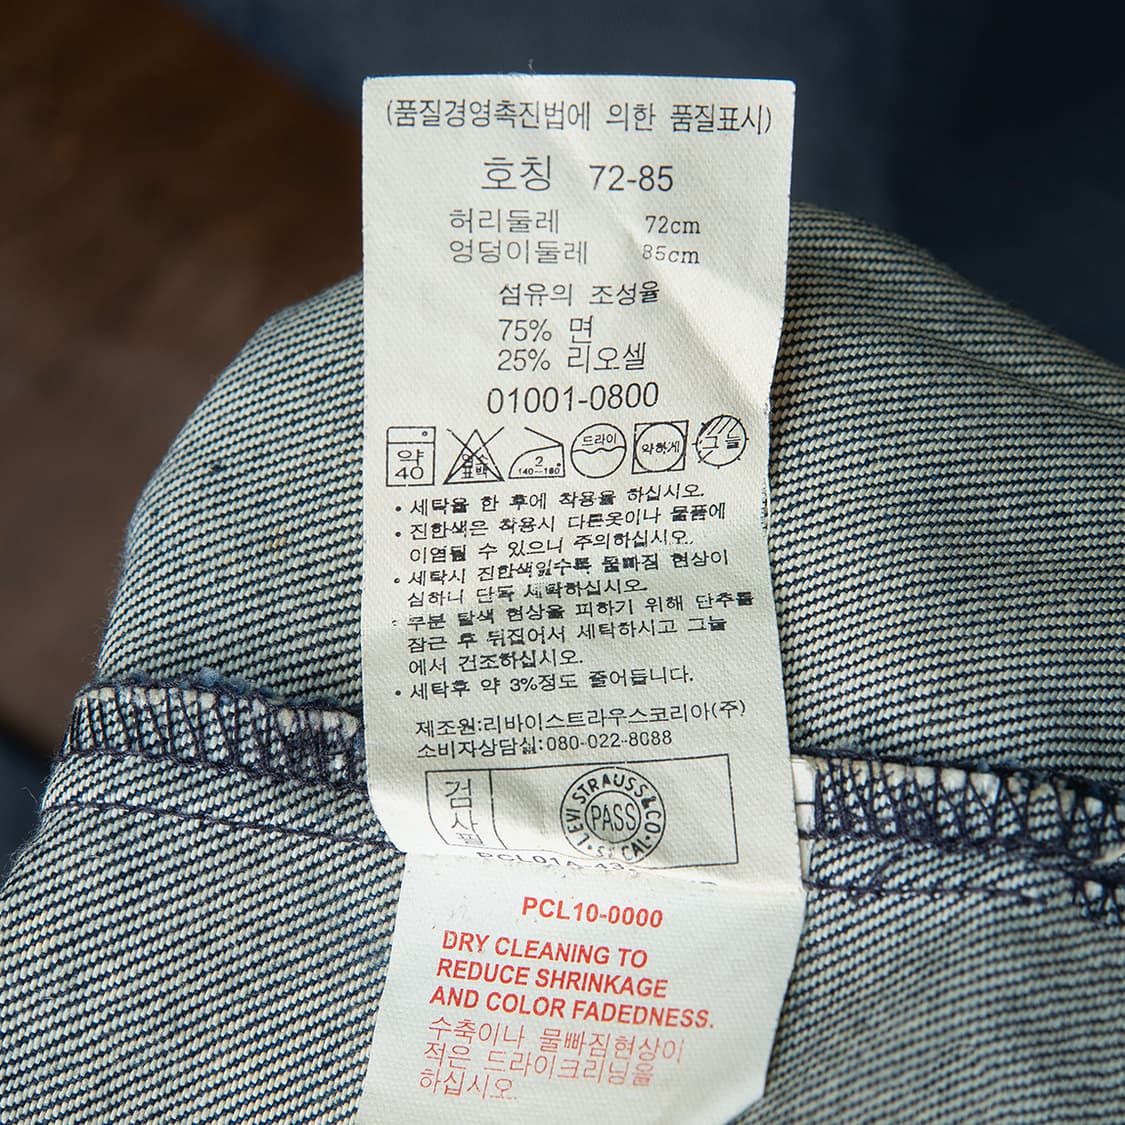 (품질경영촉진법에 의한 품질표시)
호칭 72-85
허리둘레 72cm
엉덩이둘레 85cm
섬유의 조성율
75% 면
25% 리오셀
01001-0800
약 40
염소 표백
2 140~160°
드라이
약하게
그늘
• 세탁을 한 후에 착용을 하십시오.
• 진한색은 착용시 다른옷이나 물품에
이염될 수 있으니 주의하십시오.
• 세탁시 진한색일수록 물빠짐 현상이
심하니 단독 세탁하십시오.
• 부분 탈색 현상을 피하기 위해 단추를
잠근 후 뒤집어서 세탁하시고 그늘
에서 건조하십시오.
• 세탁후 약 3%정도 줄어듭니다.
제조원:리바이스트라우스코리아(주)
소비자상담실:080-022-8088
검사필
LEVI STRAUSS & CO. • S.F. CAL •
PASS
PCL10-0000
DRY CLEANING TO
REDUCE SHRINKAGE
AND COLOR FADEDNESS.
수축이나 물빠짐현상이
적은 드라이크리닝을
하십시오.